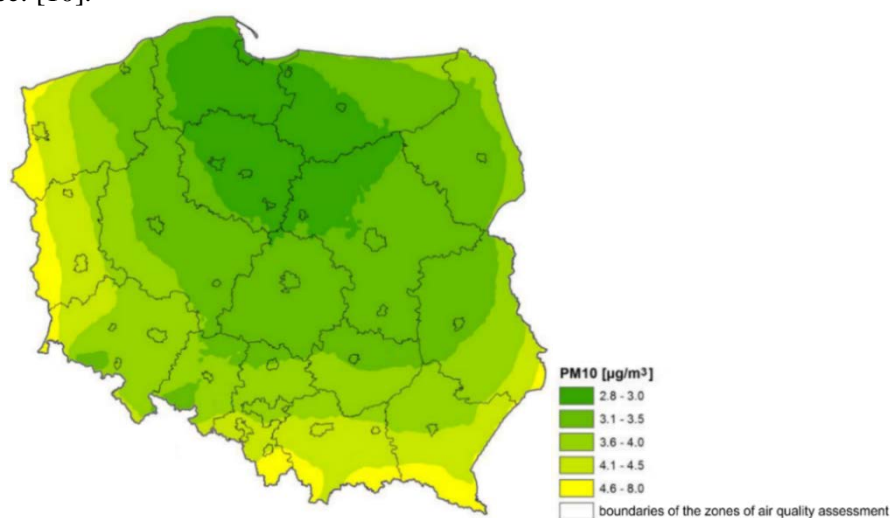 [10].
PM10 [µg/m³]
2.8 - 3.0
3.1 - 3.5
3.6 - 4.0
4.1 - 4.5
4.6 - 8.0
boundaries of the zones of air quality assessment